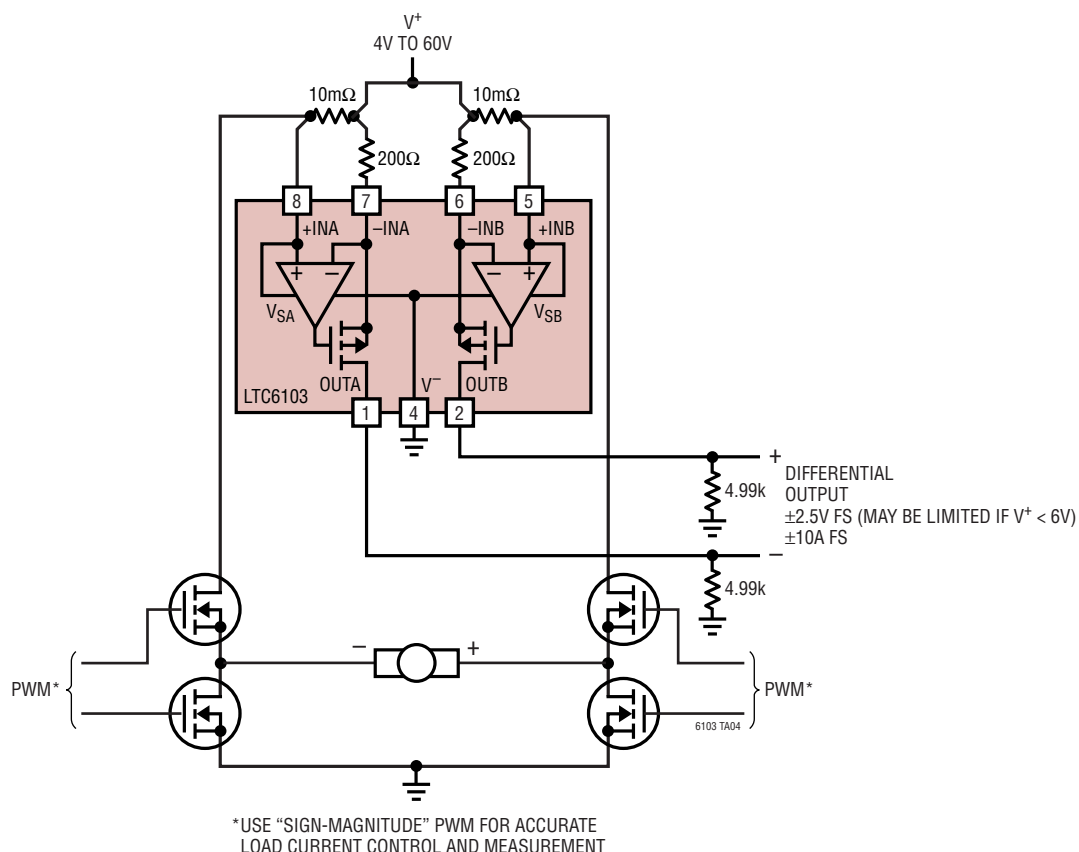 V+
4V TO 60V
10mΩ
10mΩ
200Ω
200Ω
8
7
6
5
+INA
–INA
–INB
+INB
+ –
– +
VSA
VSB
OUTA
V–
OUTB
LTC6103
1
4
2
+
DIFFERENTIAL
OUTPUT
±2.5V FS (MAY BE LIMITED IF V+ < 6V)
±10A FS
4.99k
–
4.99k
– +
PWM*
PWM*
6103 TA04
*USE “SIGN-MAGNITUDE” PWM FOR ACCURATE
LOAD CURRENT CONTROL AND MEASUREMENT